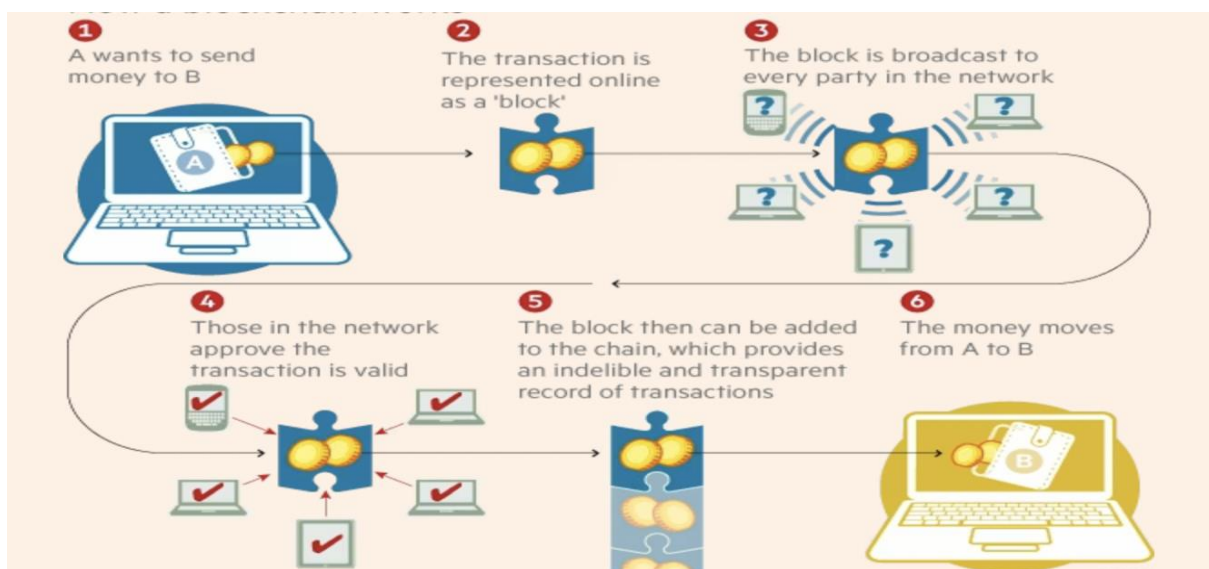 How a blockchain works
1
A wants to send
money to B
2
The transaction is
represented online
as a 'block'
3
The block is broadcast to
every party in the network
A
?
?
?
?
?
4
Those in the network
approve the
transaction is valid
5
The block then can be added
to the chain, which provides
an indelible and transparent
record of transactions
6
The money moves
from A to B
B